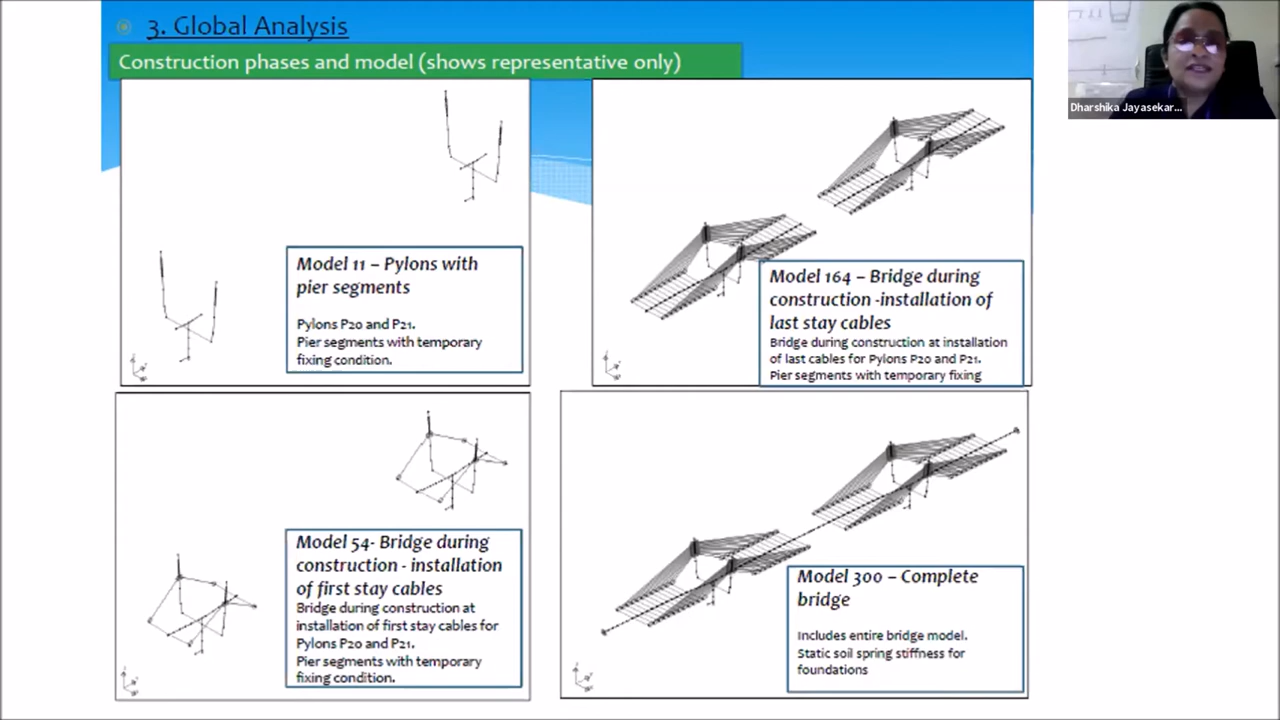 3. Global Analysis
Construction phases and model (shows representative only)
Dharshika Jayasekar...
Model 11 – Pylons with
pier segments
Pylons P20 and P21.
Pier segments with temporary
fixing condition.
Model 164 – Bridge during
construction -installation of
last stay cables
Bridge during construction at installation
of last cables for Pylons P20 and P21.
Pier segments with temporary fixing
Model 54- Bridge during
construction - installation
of first stay cables
Bridge during construction at
installation of first stay cables for
Pylons P20 and P21.
Pier segments with temporary
fixing condition.
Model 300 – Complete
bridge
Includes entire bridge model.
Static soil spring stiffness for
foundations